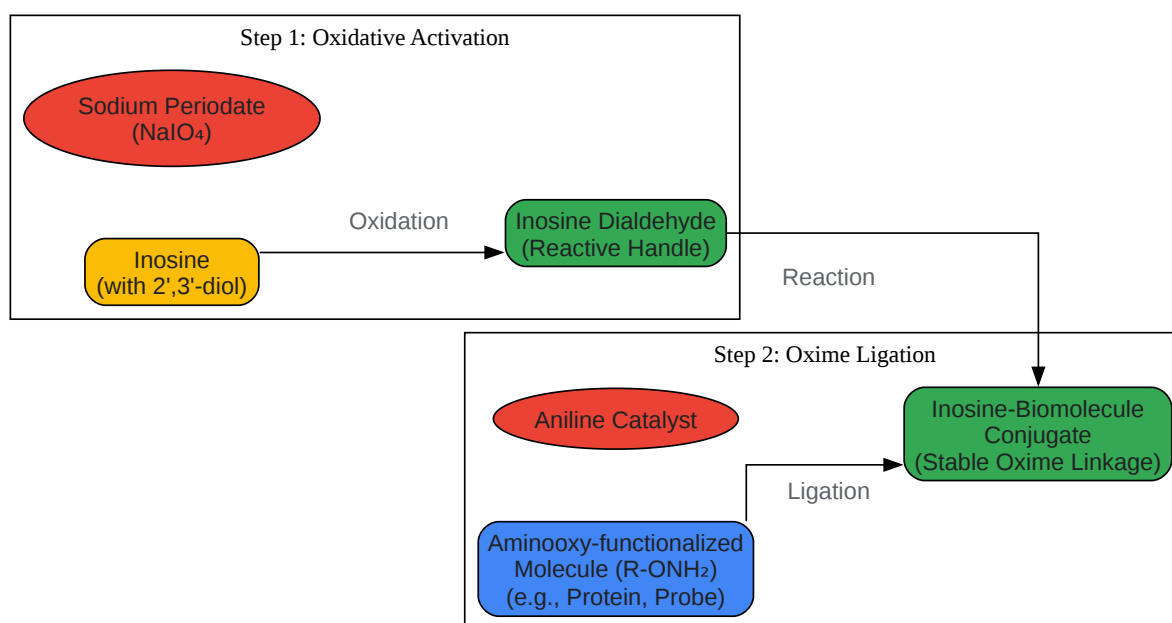 Step 1: Oxidative Activation
Sodium Periodate
(NaIO₄)
Oxidation
Inosine Dialdehyde
(Reactive Handle)
Inosine
(with 2',3'-diol)
Reaction
Step 2: Oxime Ligation
Aniline Catalyst
Inosine-Biomolecule
Conjugate
(Stable Oxime Linkage)
Ligation
Aminooxy-functionalized
Molecule (R-ONH₂)
(e.g., Protein, Probe)